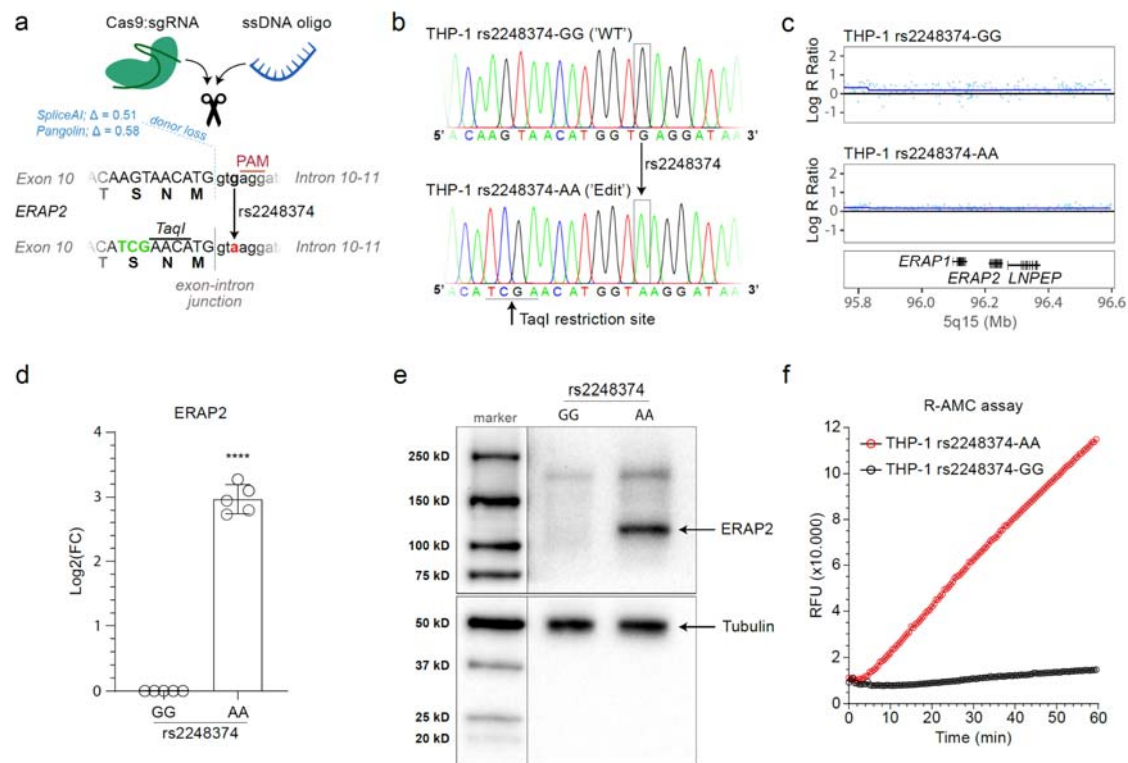 a
Cas9:sgRNA
ssDNA oligo
SpliceAI; Δ = 0.51
Pangolin; Δ = 0.58
donor loss
PAM
Exon 10
ACAAGTAACATG gtgaggat
Intron 10-11
T S N M
ERAP2
rs2248374
TaqI
Exon 10
ACATCGAACATG gtaaggat
Intron 10-11
T S N M
exon-intron
junction
b
THP-1 rs2248374-GG ('WT')
5' ACAAGTAACATGGTGAGGATAA 3'
rs2248374
THP-1 rs2248374-AA ('Edit')
5' ACATCGAACATGGTAAGGATAA 3'
TaqI restriction site
c
THP-1 rs2248374-GG
Log R Ratio
1
0
-1
THP-1 rs2248374-AA
Log R Ratio
1
0
-1
ERAP1
ERAP2 LNPEP
95.8 96.0 96.2 96.4 96.6
5q15 (Mb)
d
ERAP2
4
3
2
1
0
Log2(FC)
****
GG AA
rs2248374
e
rs2248374
marker GG AA
250 kD
150 kD
100 kD
75 kD
ERAP2
50 kD
37 kD
25 kD
20 kD
Tubulin
f
R-AMC assay
THP-1 rs2248374-AA
THP-1 rs2248374-GG
12
10
8
6
4
2
0
RFU (x10.000)
0 10 20 30 40 50 60
Time (min)